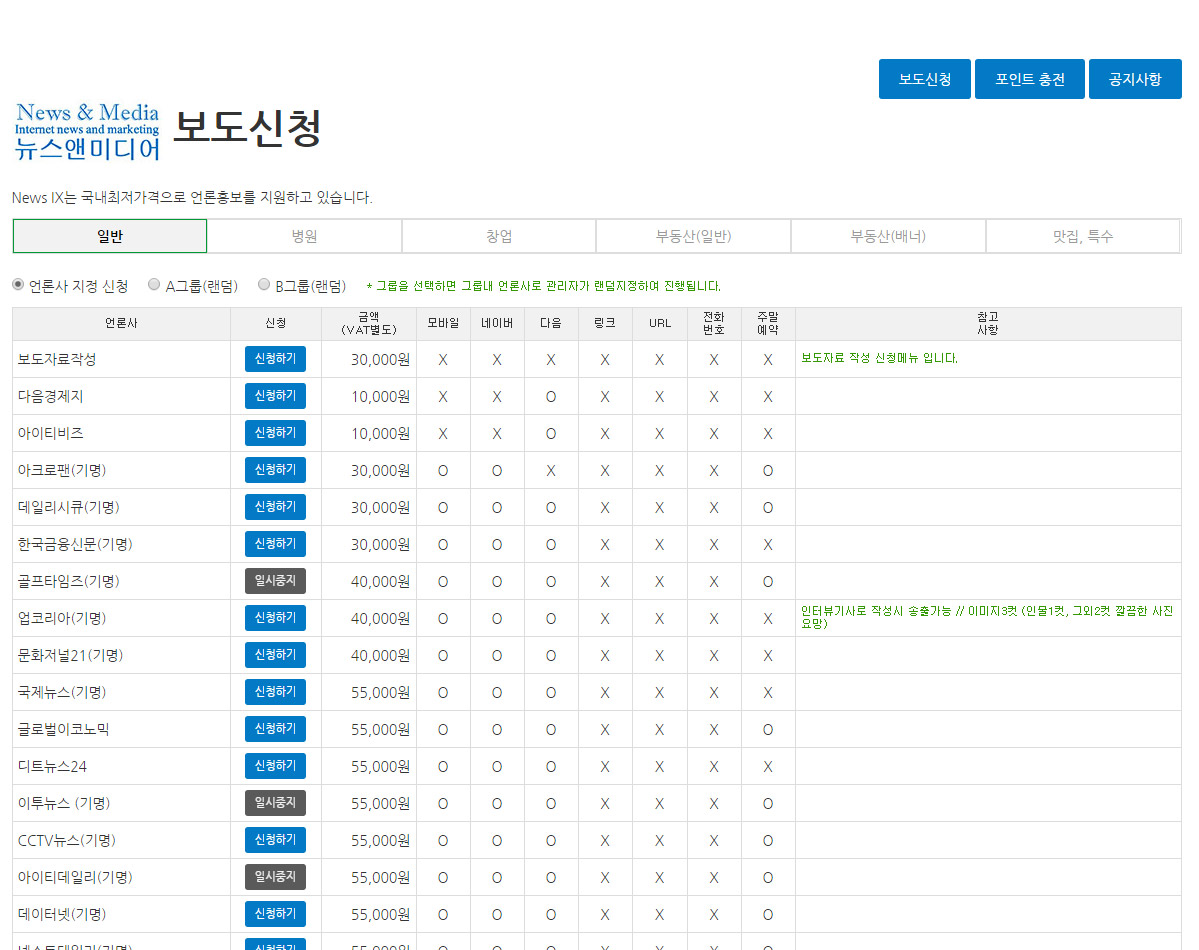 보도신청 포인트 충전 공지사항
News & Media
Internet news and marketing
뉴스앤미디어
보도신청
News IX는 국내최저가격으로 언론홍보를 지원하고 있습니다.
일반 병원 창업 부동산(일반) 부동산(배너) 맛집, 특수
언론사 지정 신청 A그룹(랜덤) B그룹(랜덤) * 그룹을 선택하면 그룹내 언론사로 관리자가 랜덤지정하여 진행됩니다.
언론사 신청 금액 (VAT별도) 모바일 네이버 다음 링크 URL 전화 번호 주말 예약 참고 사항
보도자료작성 신청하기 30,000원 X X X X X X X 보도자료 작성 신청메뉴 입니다.
다음경제지 신청하기 10,000원 X X O X X X X
아이티비즈 신청하기 10,000원 X X O X X X X
아크로팬(기명) 신청하기 30,000원 O O X X X X O
데일리시큐(기명) 신청하기 30,000원 O O O X X X O
한국금융신문(기명) 신청하기 30,000원 O O O X X X X
골프타임즈(기명) 일시중지 40,000원 O O O X X X O
업코리아(기명) 신청하기 40,000원 O O O X X X X 인터뷰기사로 작성시 송출가능 // 이미지3컷 (인물1컷, 그외2컷 깔끔한 사진
요망)
문화저널21(기명) 신청하기 40,000원 O O O X X X X
국제뉴스(기명) 신청하기 55,000원 O O O X X X X
글로벌이코노믹 신청하기 55,000원 O O O X X X O
디트뉴스24 신청하기 55,000원 O O O X X X X
이투뉴스 (기명) 일시중지 55,000원 O O O X X X O
CCTV뉴스(기명) 신청하기 55,000원 O O O X X X O
아이티데일리(기명) 일시중지 55,000원 O O O X X X O
데이터넷(기명) 신청하기 55,000원 O O O X X X O
신청하기 55,000원 O O O X X X O